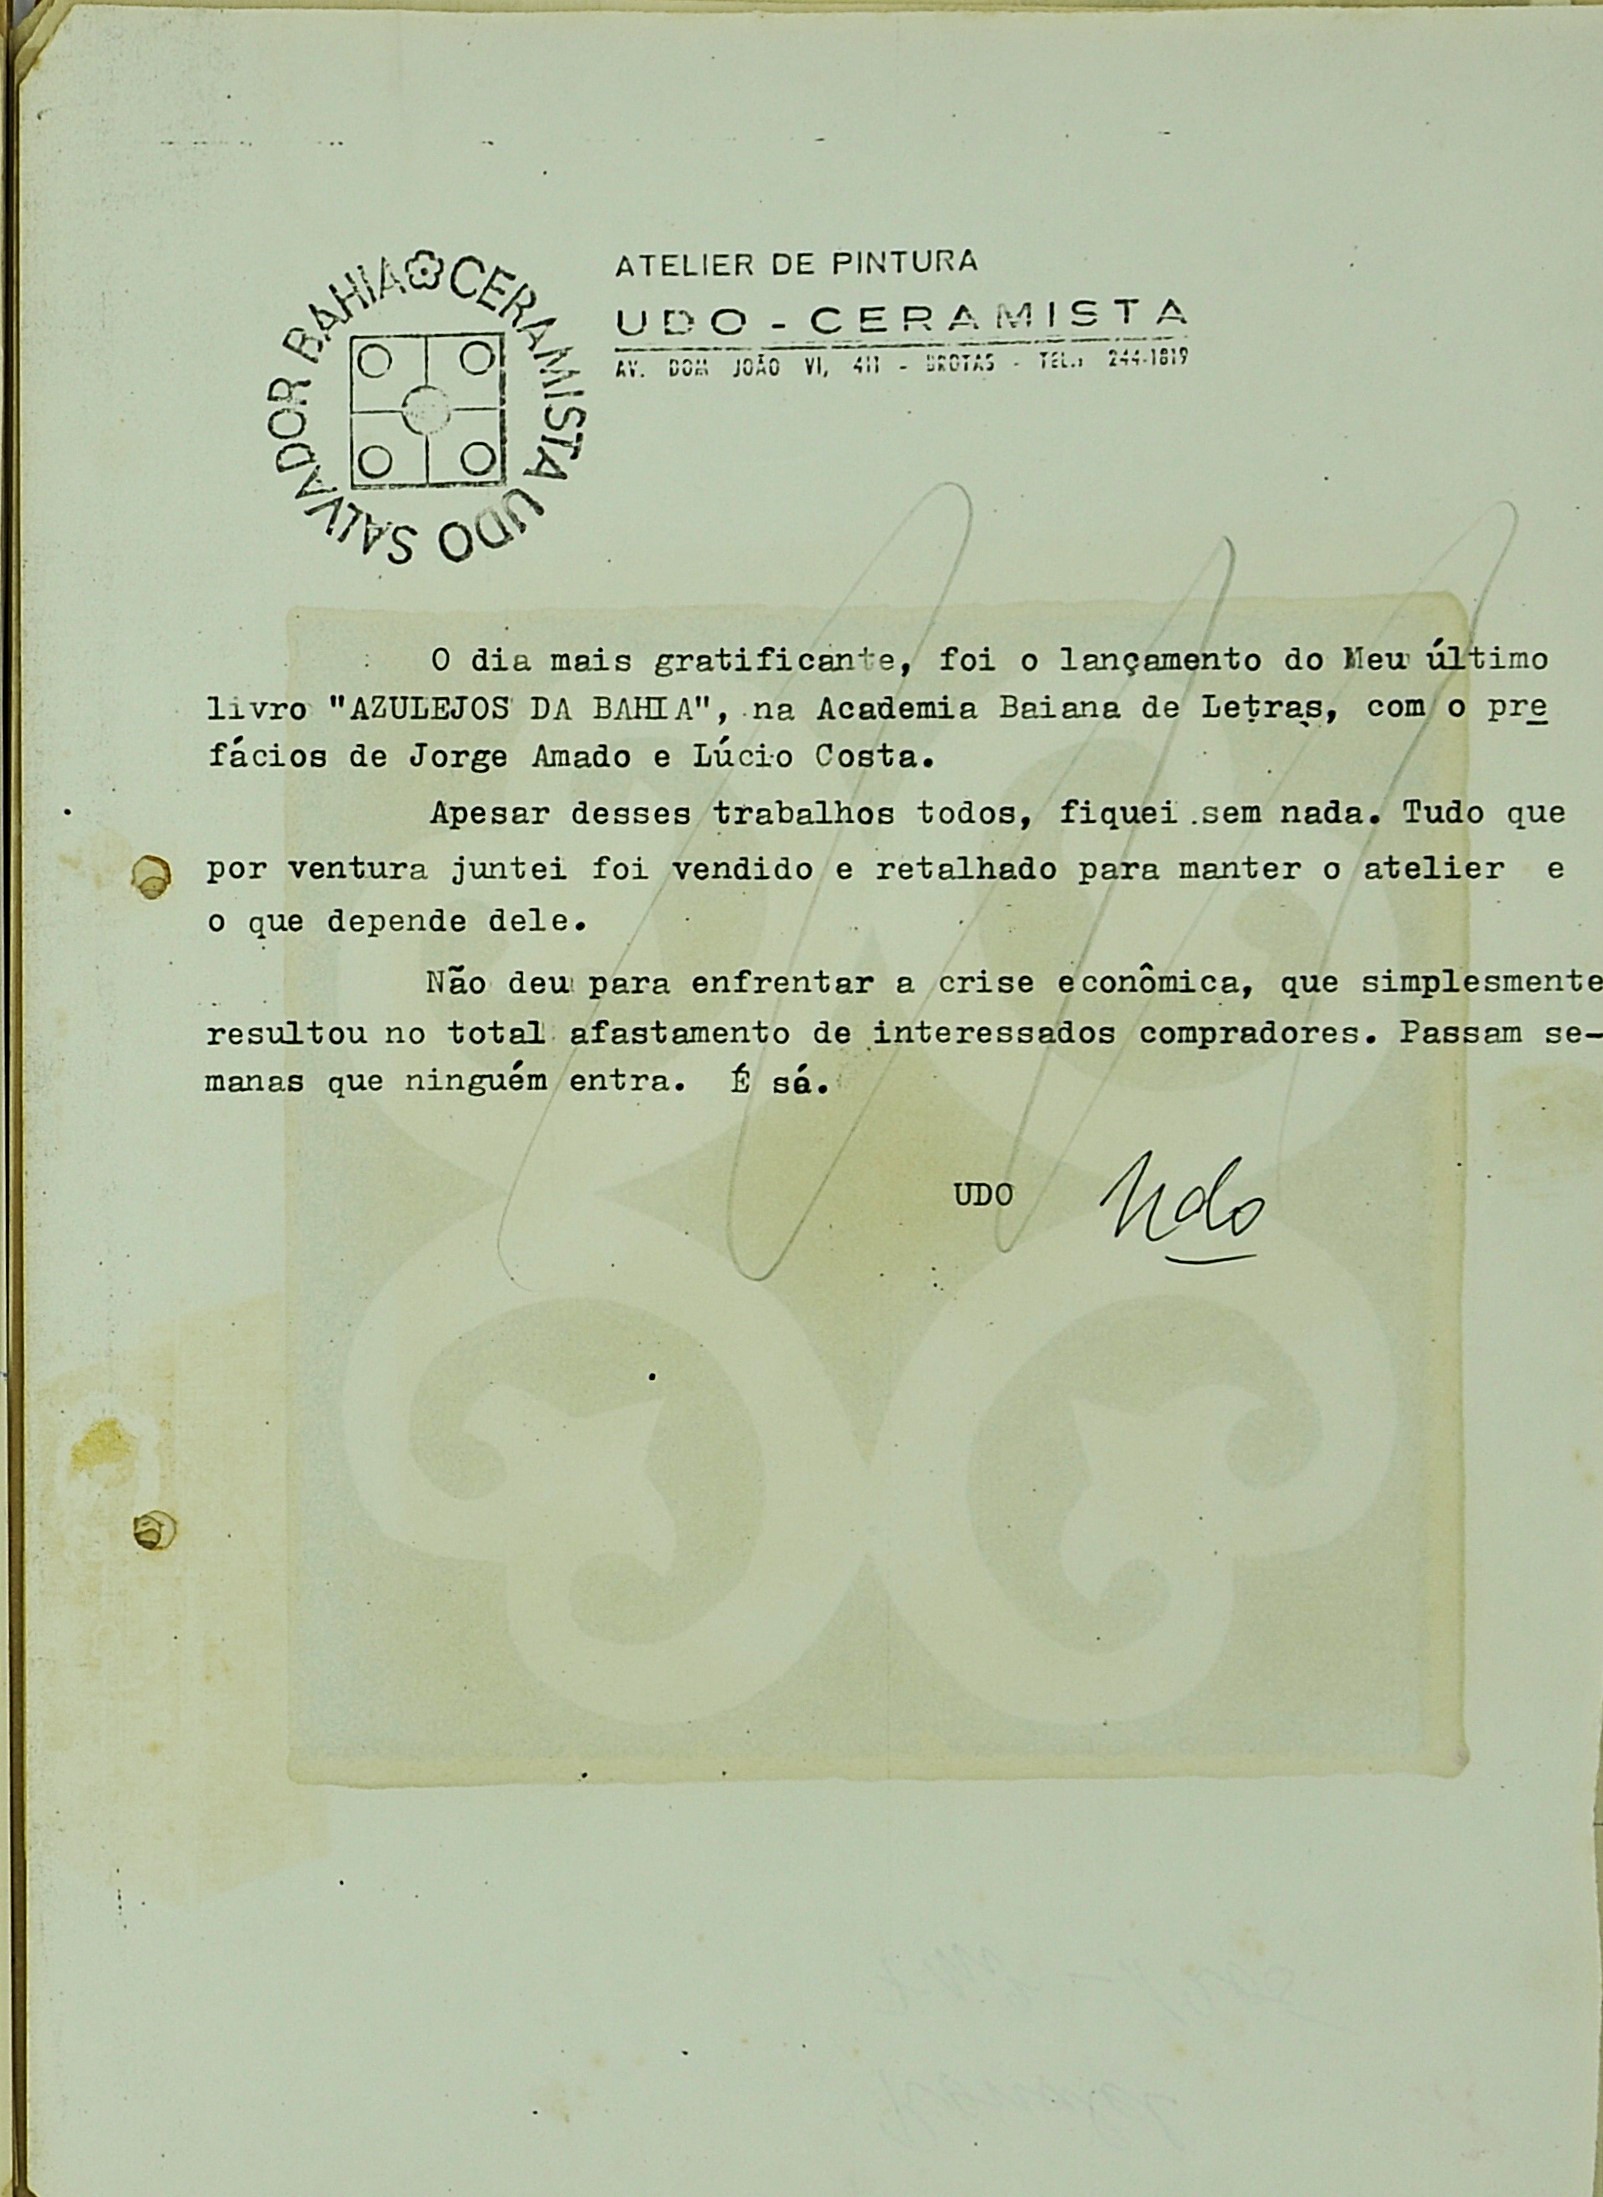 SALVADOR BAHIA CERAMISTA UDO
ATELIER DE PINTURA
UDO - CERAMISTA
AV. DOM JOÃO VI, 411 - BROTAS - TEL.: 244-1819
O dia mais gratificante, foi o lançamento do Meu último
livro "AZULEJOS DA BAHIA", na Academia Baiana de Letras, com o pre
fácios de Jorge Amado e Lúcio Costa.
Apesar desses trabalhos todos, fiquei sem nada. Tudo que
por ventura juntei foi vendido e retalhado para manter o atelier e
o que depende dele.
Não deu para enfrentar a crise econômica, que simplesmente
resultou no total afastamento de interessados compradores. Passam se-
manas que ninguém entra. É só.
UDO Udo